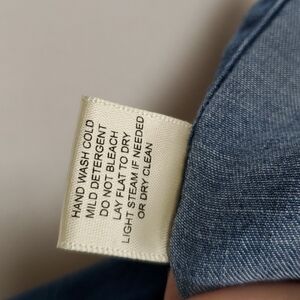 HAND WASH COLD
MILD DETERGENT
DO NOT BLEACH
LAY FLAT TO DRY
LIGHT STEAM IF NEEDED
OR DRY CLEAN